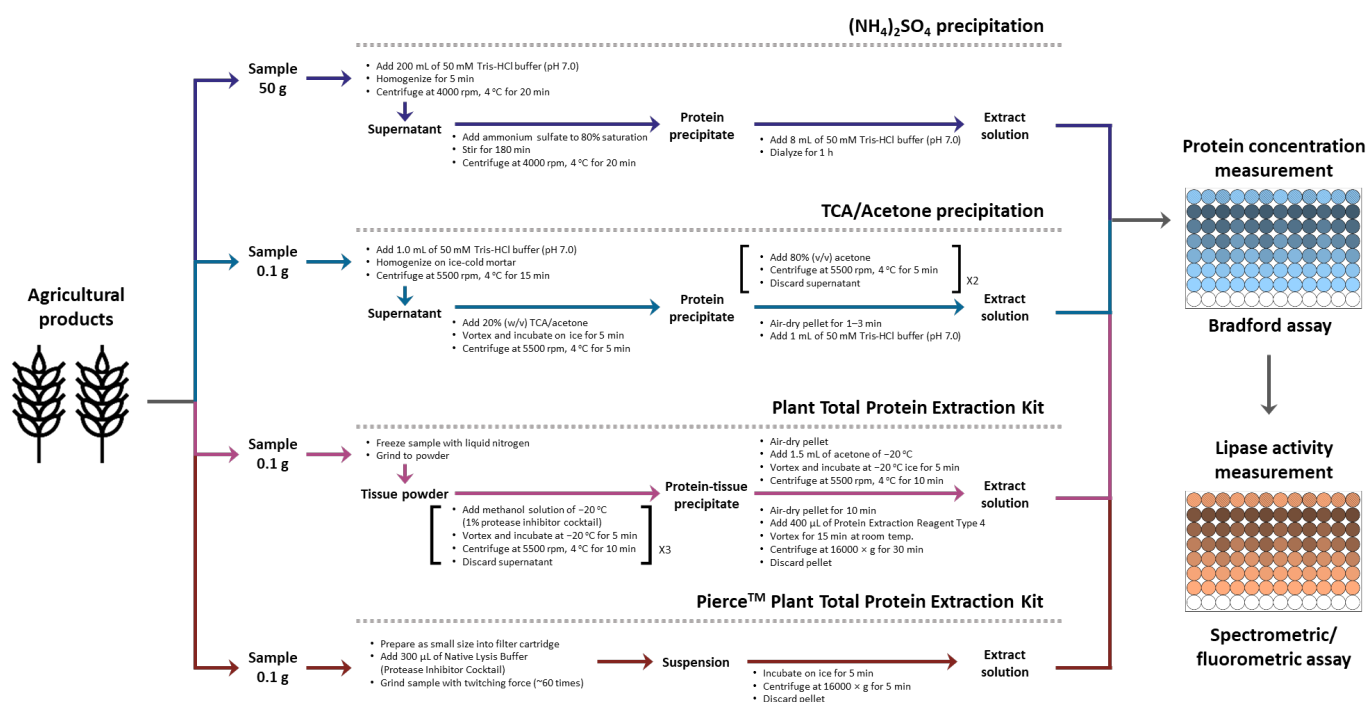 (NH₄)₂SO₄ precipitation
Sample
50 g
• Add 200 mL of 50 mM Tris-HCl buffer (pH 7.0)
• Homogenize for 5 min
• Centrifuge at 4000 rpm, 4 °C for 20 min
Supernatant
• Add ammonium sulfate to 80% saturation
• Stir for 180 min
• Centrifuge at 4000 rpm, 4 °C for 20 min
Protein
precipitate
• Add 8 mL of 50 mM Tris-HCl buffer (pH 7.0)
• Dialyze for 1 h
Extract
solution
TCA/Acetone precipitation
Sample
0.1 g
• Add 1.0 mL of 50 mM Tris-HCl buffer (pH 7.0)
• Homogenize on ice-cold mortar
• Centrifuge at 5500 rpm, 4 °C for 15 min
Supernatant
• Add 20% (w/v) TCA/acetone
• Vortex and incubate on ice for 5 min
• Centrifuge at 5500 rpm, 4 °C for 5 min
Protein
precipitate
• Add 80% (v/v) acetone
• Centrifuge at 5500 rpm, 4 °C for 5 min
• Discard supernatant
X2
• Air-dry pellet for 1–3 min
• Add 1 mL of 50 mM Tris-HCl buffer (pH 7.0)
Extract
solution
Agricultural
products
Plant Total Protein Extraction Kit
Sample
0.1 g
• Freeze sample with liquid nitrogen
• Grind to powder
Tissue powder
• Add methanol solution of −20 °C
(1% protease inhibitor cocktail)
• Vortex and incubate at −20 °C for 5 min
• Centrifuge at 5500 rpm, 4 °C for 10 min
• Discard supernatant
X3
Protein-tissue
precipitate
• Air-dry pellet
• Add 1.5 mL of acetone of −20 °C
• Vortex and incubate at −20 °C ice for 5 min
• Centrifuge at 5500 rpm, 4 °C for 10 min
• Air-dry pellet for 10 min
• Add 400 µL of Protein Extraction Reagent Type 4
• Vortex for 15 min at room temp.
• Centrifuge at 16000 × g for 30 min
• Discard pellet
Extract
solution
Pierce™ Plant Total Protein Extraction Kit
Sample
0.1 g
• Prepare as small size into filter cartridge
• Add 300 µL of Native Lysis Buffer
(Protease Inhibitor Cocktail)
• Grind sample with twitching force (~60 times)
Suspension
• Incubate on ice for 5 min
• Centrifuge at 16000 × g for 5 min
• Discard pellet
Extract
solution
Protein concentration
measurement
Bradford assay
Lipase activity
measurement
Spectrometric/
fluorometric assay